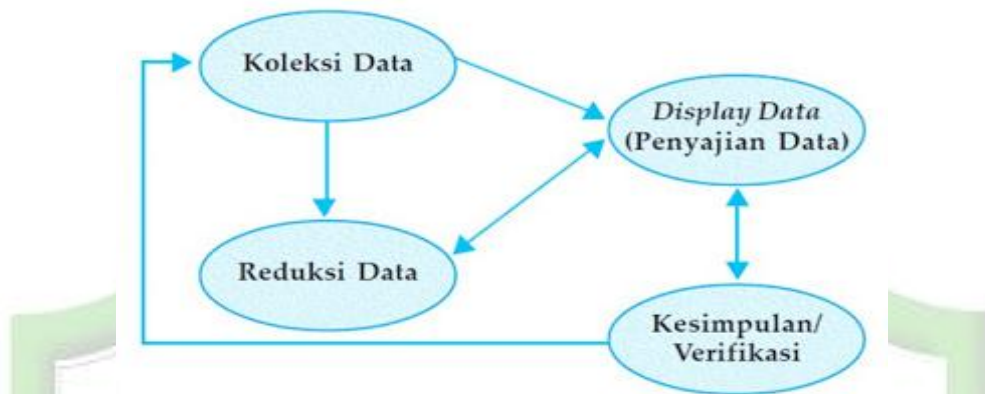 Koleksi Data
Display Data
(Penyajian Data)
Reduksi Data
Kesimpulan/
Verifikasi